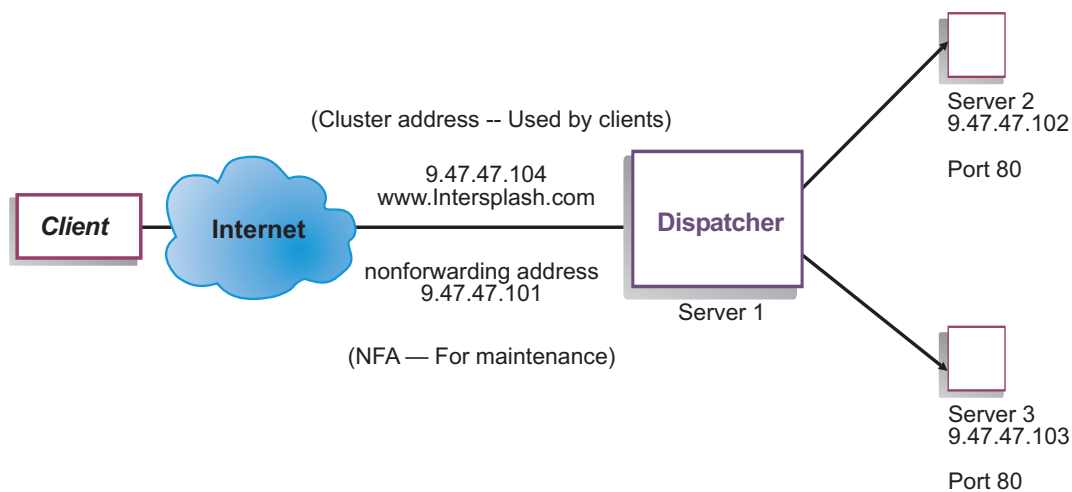 Client
Internet
(Cluster address -- Used by clients)
9.47.47.104
www.Intersplash.com
nonforwarding address
9.47.47.101
(NFA — For maintenance)
Dispatcher
Server 1
Server 2
9.47.47.102
Port 80
Server 3
9.47.47.103
Port 80